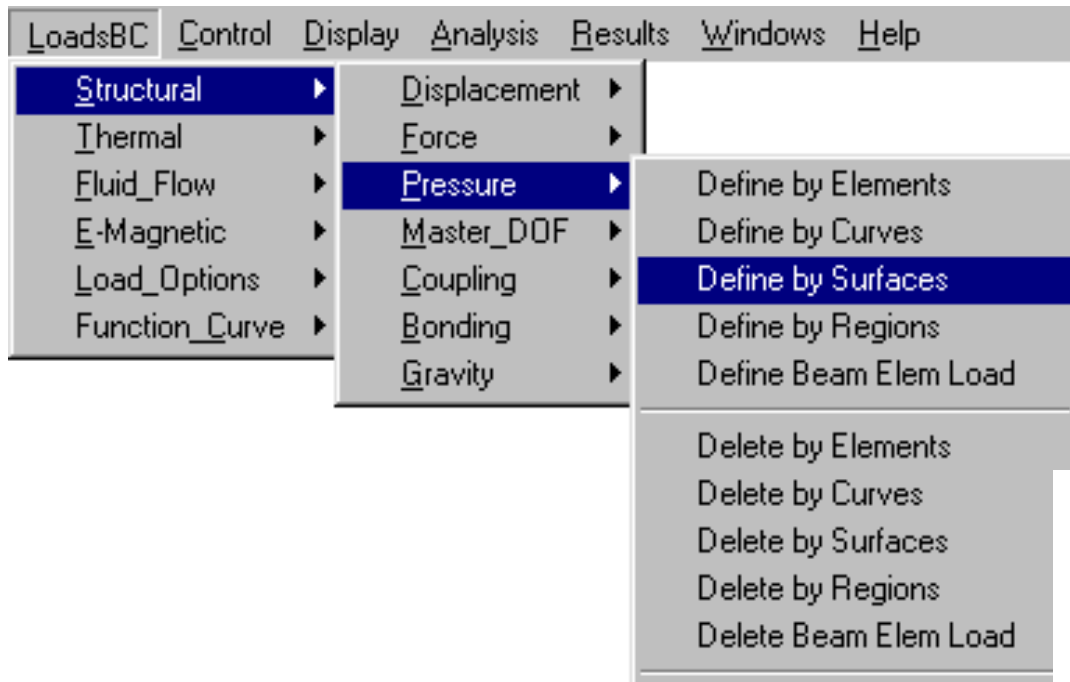 LoadsBC Control Display Analysis Results Windows Help
Structural
Thermal
Fluid_Flow
E-Magnetic
Load_Options
Function_Curve
Displacement
Force
Pressure
Master_DOF
Coupling
Bonding
Gravity
Define by Elements
Define by Curves
Define by Surfaces
Define by Regions
Define Beam Elem Load
Delete by Elements
Delete by Curves
Delete by Surfaces
Delete by Regions
Delete Beam Elem Load